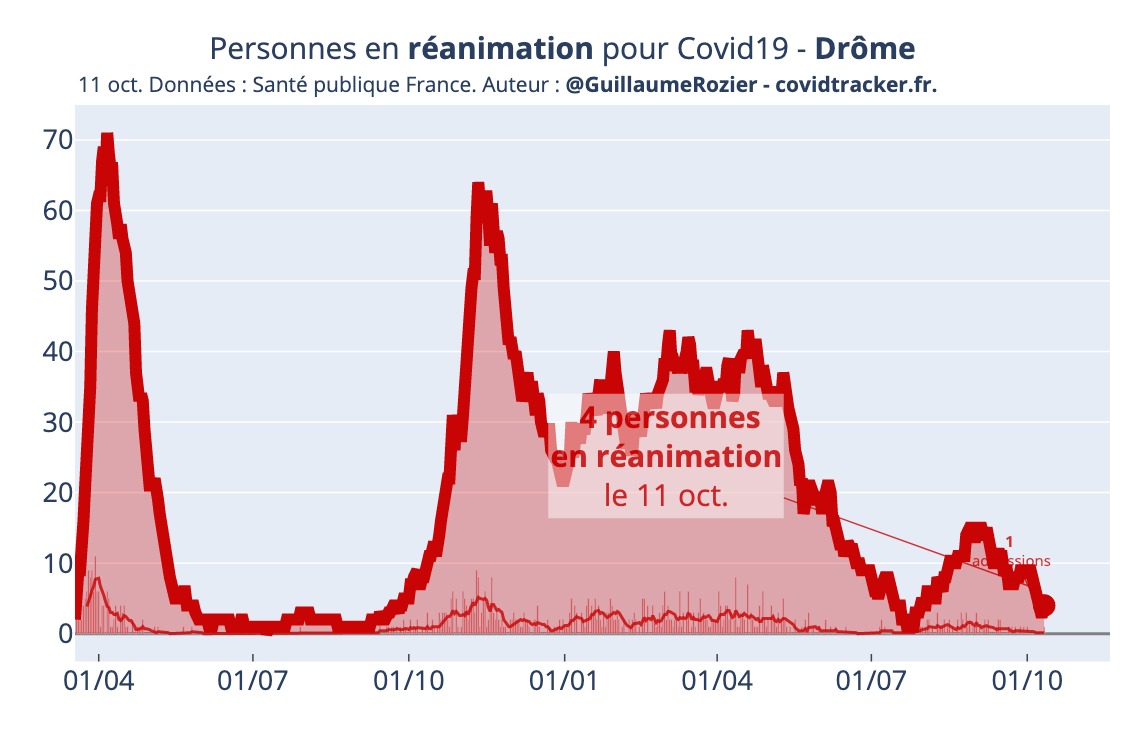 Personnes en réanimation pour Covid19 - Drôme
11 oct. Données : Santé publique France. Auteur : @GuillaumeRozier - covidtracker.fr.
70
60
50
40
30
20
10
0
4 personnes
en réanimation
le 11 oct.
1
admissions
01/04 01/07 01/10 01/01 01/04 01/07 01/10